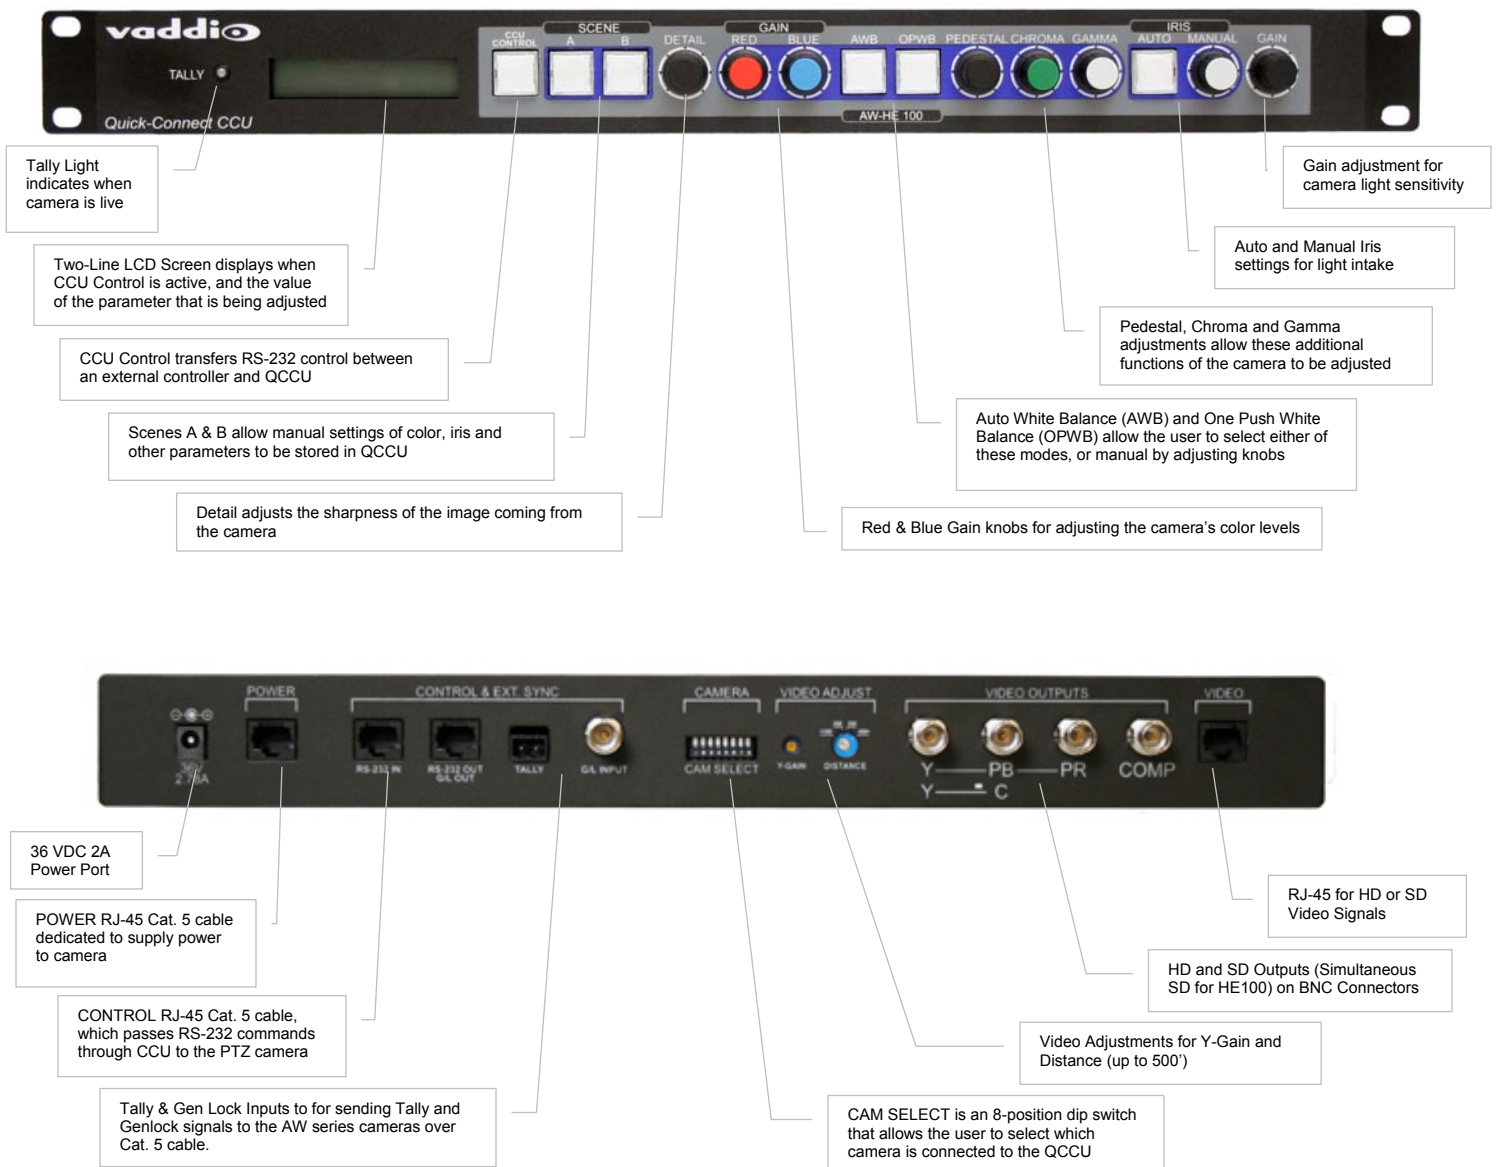 vaddio
SCENE
GAIN
IRIS
CCU
CONTROL
A
B
DETAIL
RED
BLUE
AWB
OPWB
PEDESTAL
CHROMA
GAMMA
AUTO
MANUAL
GAIN
TALLY
Quick-Connect CCU
AW-HE 100
Tally Light
indicates when
camera is live
Gain adjustment for
camera light sensitivity
Two-Line LCD Screen displays when
CCU Control is active, and the value
of the parameter that is being adjusted
Auto and Manual Iris
settings for light intake
CCU Control transfers RS-232 control between
an external controller and QCCU
Pedestal, Chroma and Gamma
adjustments allow these additional
functions of the camera to be adjusted
Scenes A & B allow manual settings of color, iris and
other parameters to be stored in QCCU
Auto White Balance (AWB) and One Push White
Balance (OPWB) allow the user to select either of
these modes, or manual by adjusting knobs
Detail adjusts the sharpness of the image coming from
the camera
Red & Blue Gain knobs for adjusting the camera's color levels
POWER
CONTROL & EXT. SYNC
CAMERA
VIDEO ADJUST
VIDEO OUTPUTS
VIDEO
36V
RS-232 IN
RS-232 OUT
G/L OUT
TALLY
G/L INPUT
CAM SELECT
Y-GAIN
DISTANCE
Y
PB
PR
COMP
Y
C
36 VDC 2A
Power Port
POWER RJ-45 Cat. 5 cable
dedicated to supply power
to camera
RJ-45 for HD or SD
Video Signals
HD and SD Outputs (Simultaneous
SD for HE100) on BNC Connectors
CONTROL RJ-45 Cat. 5 cable,
which passes RS-232 commands
through CCU to the PTZ camera
Video Adjustments for Y-Gain and
Distance (up to 500')
Tally & Gen Lock Inputs to for sending Tally and
Genlock signals to the AW series cameras over
Cat. 5 cable.
CAM SELECT is an 8-position dip switch
that allows the user to select which
camera is connected to the QCCU